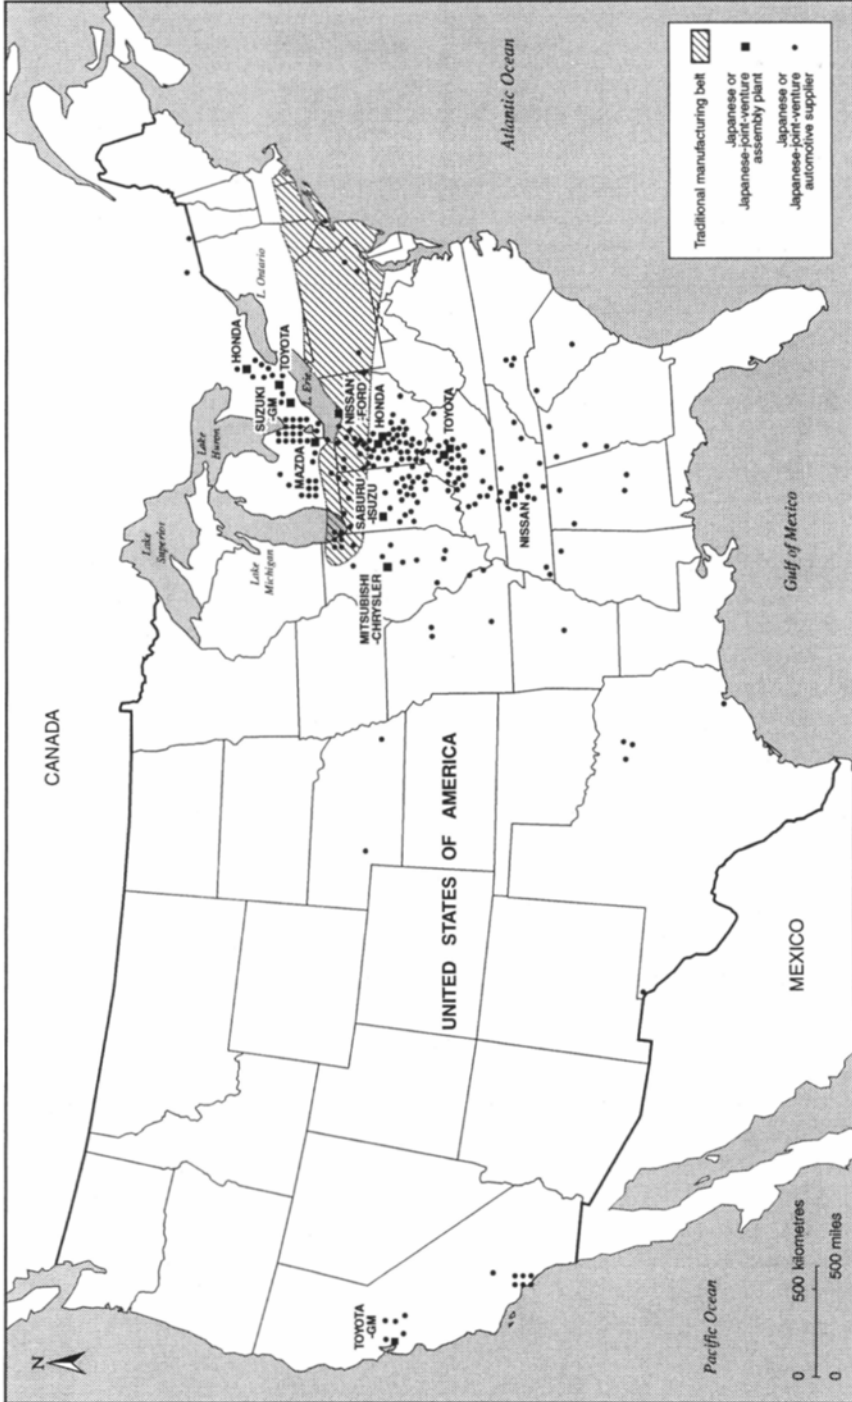 CANADA
UNITED STATES OF AMERICA
MEXICO
Pacific Ocean
Atlantic Ocean
Gulf of Mexico
Lake
Superior
Lake
Michigan
Lake
Huron
L. Erie
L. Ontario
TOYOTA
-GM
MITSUBISHI
-CHRYSLER
SABURU
-ISUZU
MAZDA
SUZUKI
-GM
HONDA
TOYOTA
NISSAN
-FORD
HONDA
TOYOTA
NISSAN
N
0 500 kilometres
0 500 miles
Traditional manufacturing belt
Japanese or
Japanese-joint-venture
assembly plant
Japanese or
Japanese-joint-venture
automotive supplier